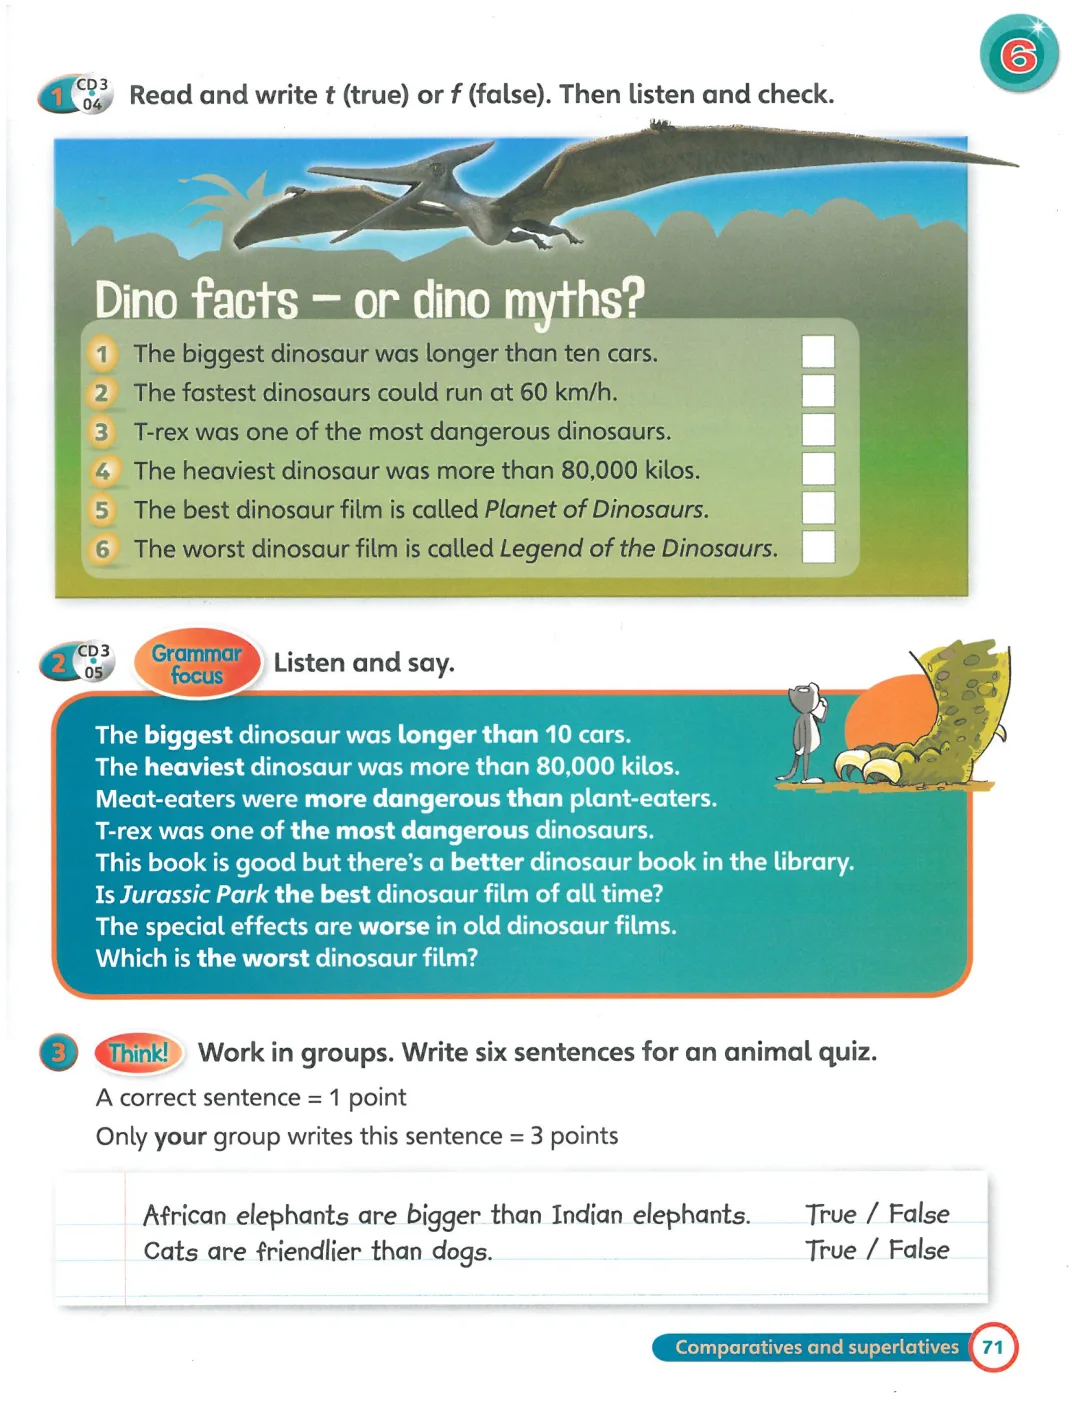 6
1 CD3 04 Read and write t (true) or f (false). Then listen and check.
Dino facts – or dino myths?
1 The biggest dinosaur was longer than ten cars.
2 The fastest dinosaurs could run at 60 km/h.
3 T-rex was one of the most dangerous dinosaurs.
4 The heaviest dinosaur was more than 80,000 kilos.
5 The best dinosaur film is called Planet of Dinosaurs.
6 The worst dinosaur film is called Legend of the Dinosaurs.
2 CD3 05 Grammar focus Listen and say.
The biggest dinosaur was longer than 10 cars.
The heaviest dinosaur was more than 80,000 kilos.
Meat-eaters were more dangerous than plant-eaters.
T-rex was one of the most dangerous dinosaurs.
This book is good but there's a better dinosaur book in the library.
Is Jurassic Park the best dinosaur film of all time?
The special effects are worse in old dinosaur films.
Which is the worst dinosaur film?
3 Think! Work in groups. Write six sentences for an animal quiz.
A correct sentence = 1 point
Only your group writes this sentence = 3 points
African elephants are bigger than Indian elephants. True / False
Cats are friendlier than dogs. True / False
Comparatives and superlatives 71